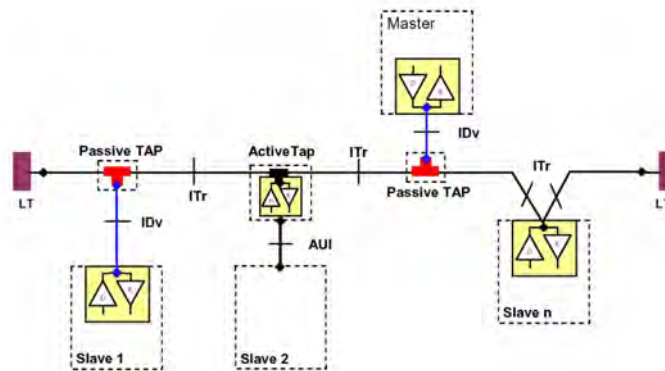 Master
IDv
Passive TAP
ActiveTap
ITr
Passive TAP
ITr
ITr
LT
LT
IDv
AUI
Slave 1
Slave 2
Slave n